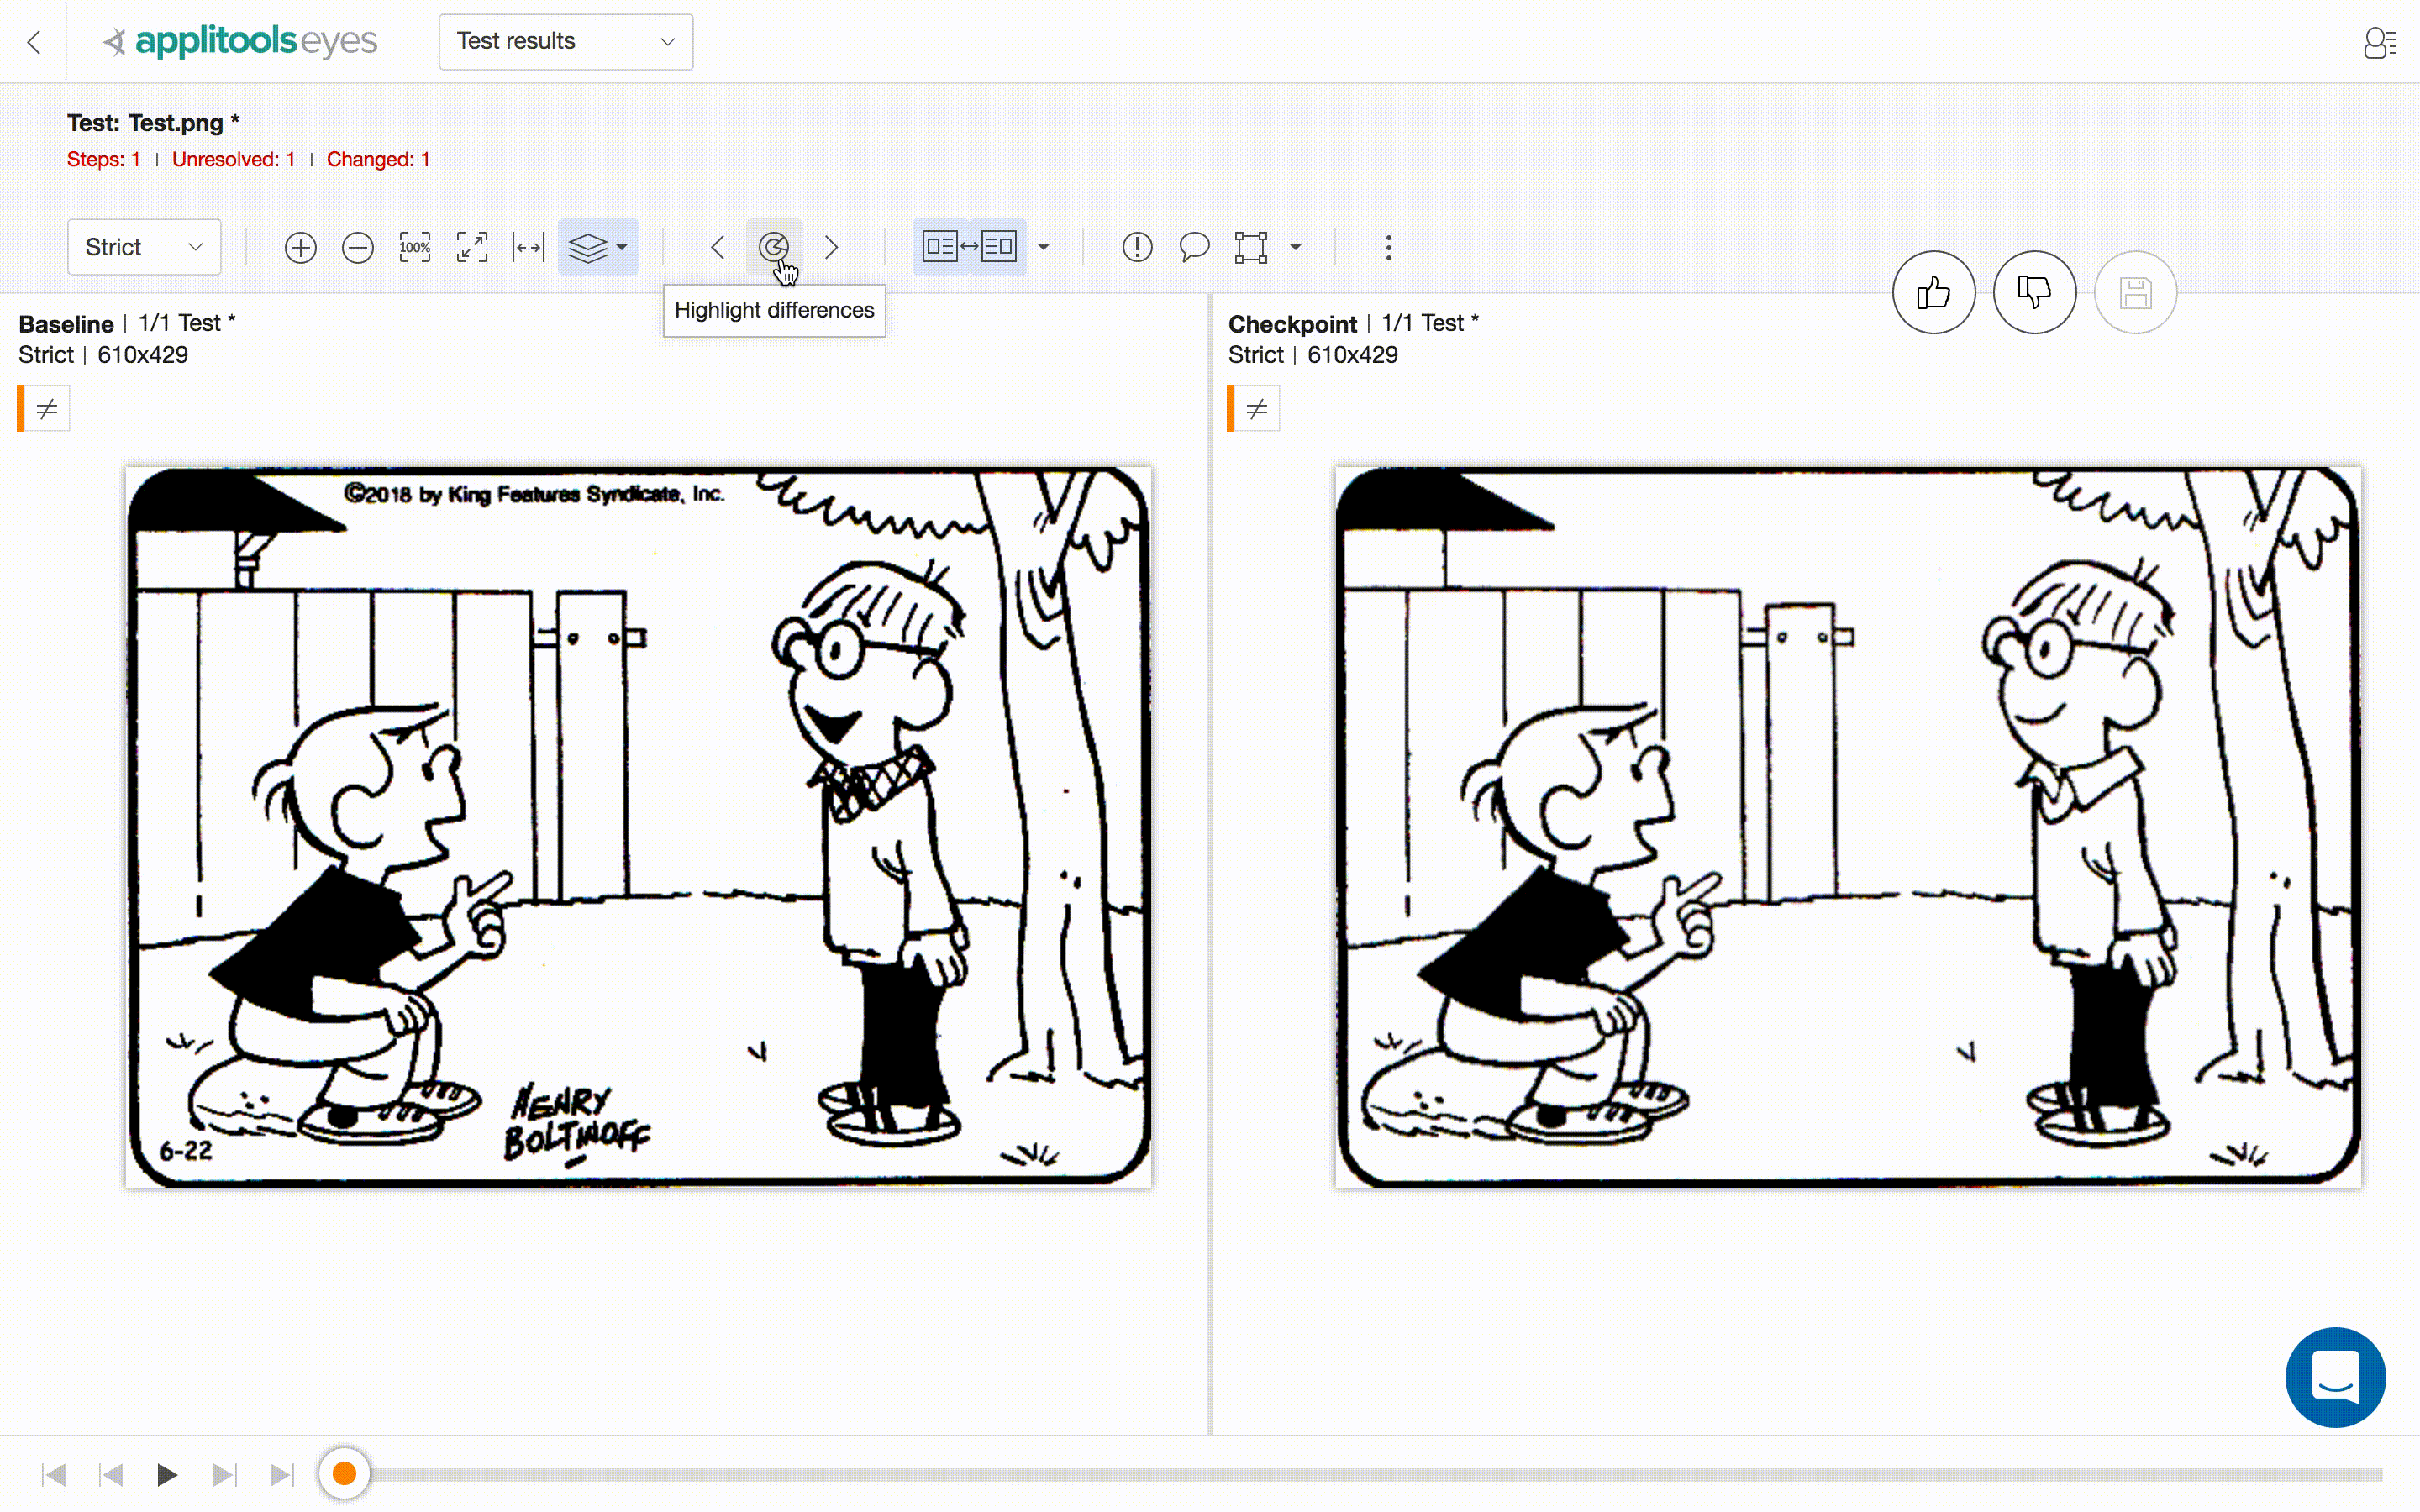 applitools eyes
Test results
Test: Test.png *
Steps: 1 | Unresolved: 1 | Changed: 1
Strict
100%
Highlight differences
Baseline | 1/1 Test *
Strict | 610x429
Checkpoint | 1/1 Test *
Strict | 610x429
≠
≠
©2018 by King Features Syndicate, Inc.
HENRY
BOLTINOFF
6-22